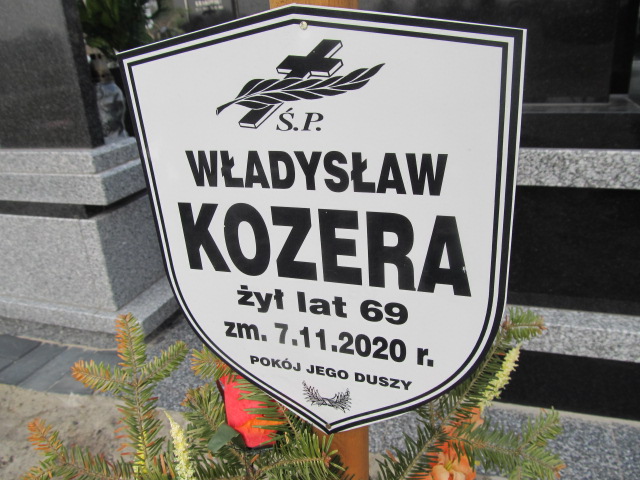 Ś.P.
WŁADYSŁAW
KOZERA
żył lat 69
zm. 7.11.2020 r.
POKÓJ JEGO DUSZY